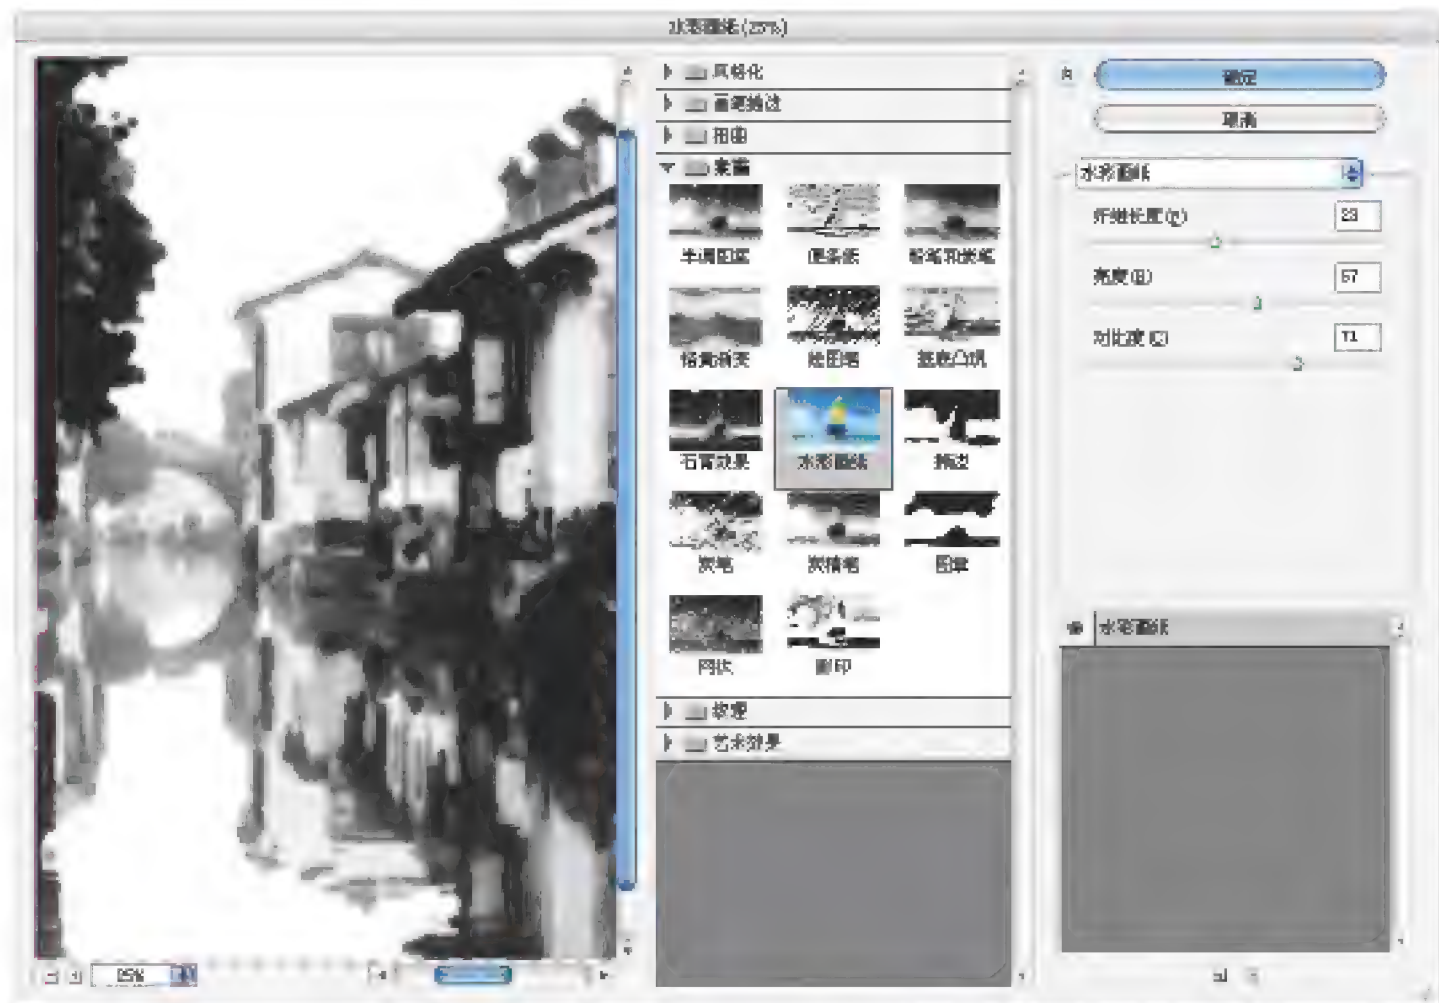 水彩画纸(25%)
风格化
画笔描边
扭曲
素描
半调图案
便条纸
粉笔和炭笔
铬黄渐变
绘图笔
基底凸现
石膏效果
水彩画纸
撕边
炭笔
炭精笔
图章
网状
影印
纹理
艺术效果
25%
确定
取消
水彩画纸
纤维长度(F)
23
亮度(B)
57
对比度(C)
71
水彩画纸